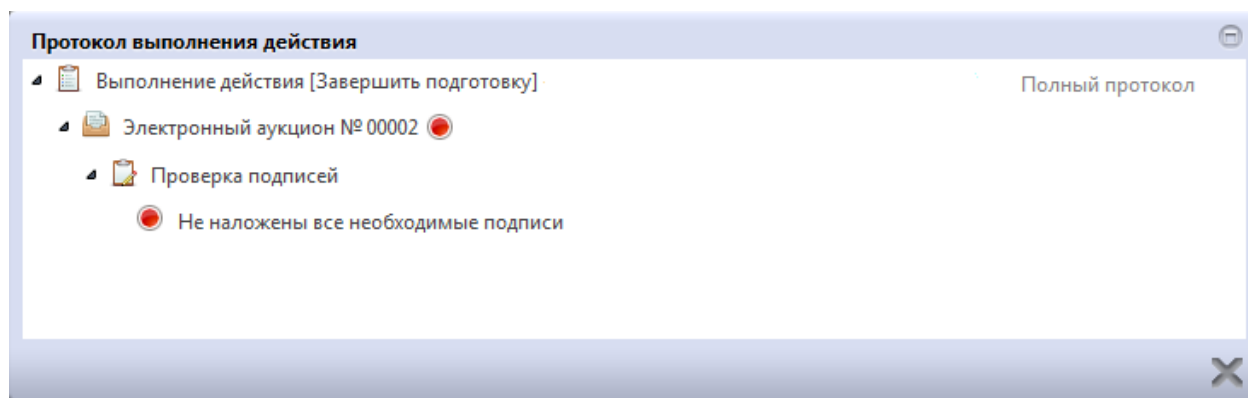 Протокол выполнения действия
Выполнение действия [Завершить подготовку]
Полный протокол
Электронный аукцион № 00002
Проверка подписей
Не наложены все необходимые подписи